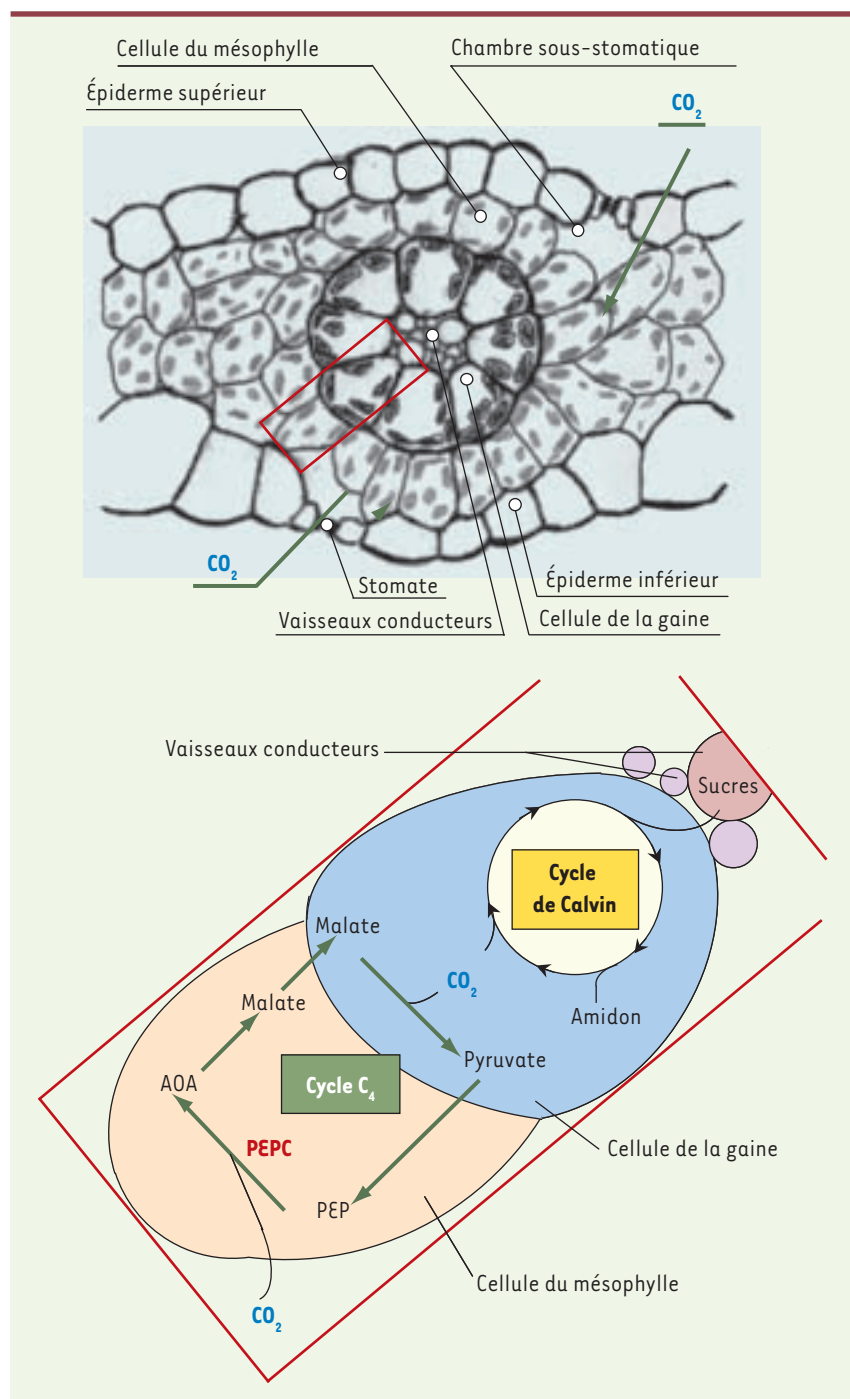 Cellule du mésophylle
Chambre sous-stomatique
Épiderme supérieur
CO₂
CO₂
Stomate
Épiderme inférieur
Vaisseaux conducteurs
Cellule de la gaine
Vaisseaux conducteurs
Sucres
Cycle
de Calvin
Malate
CO₂
Malate
Amidon
Pyruvate
AOA
Cycle C₄
PEPC
Cellule de la gaine
PEP
Cellule du mésophylle
CO₂